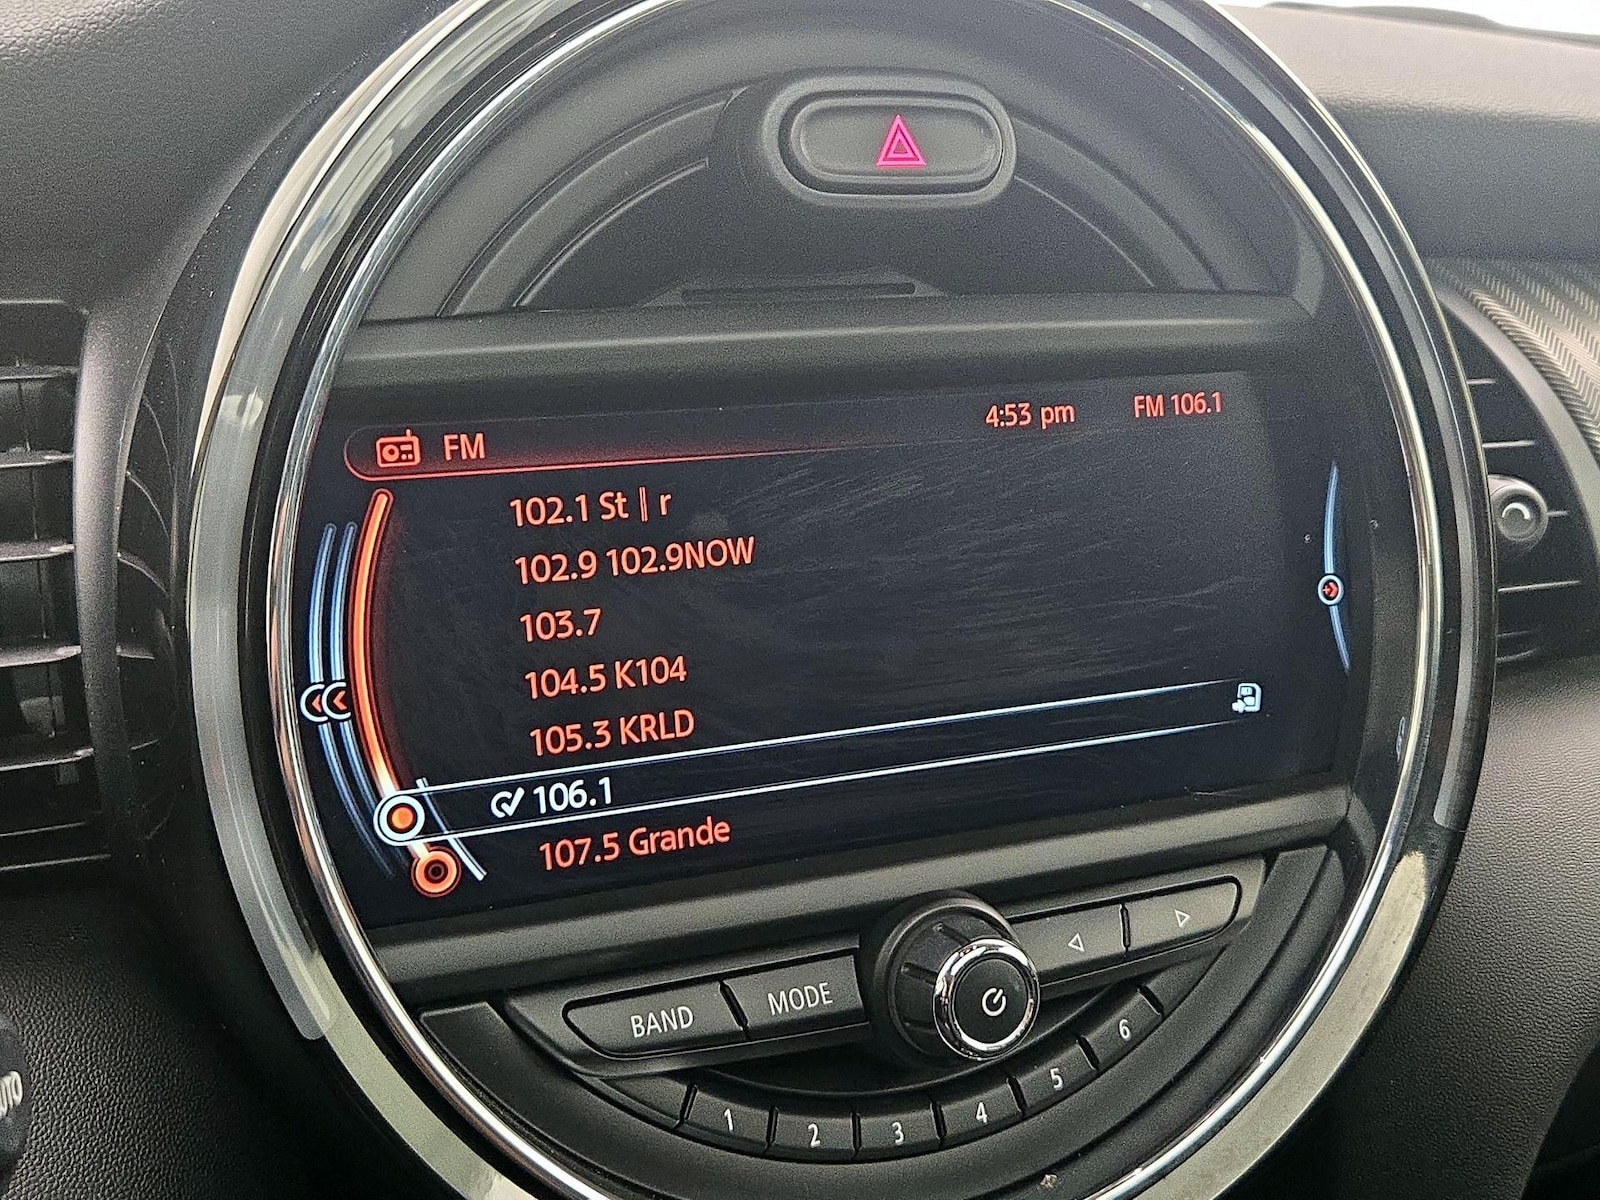 FM
4:53 pm
FM 106.1
102.1 St || r
102.9 102.9NOW
103.7
104.5 K104
105.3 KRLD
106.1
107.5 Grande
BAND
MODE
1
2
3
4
5
6